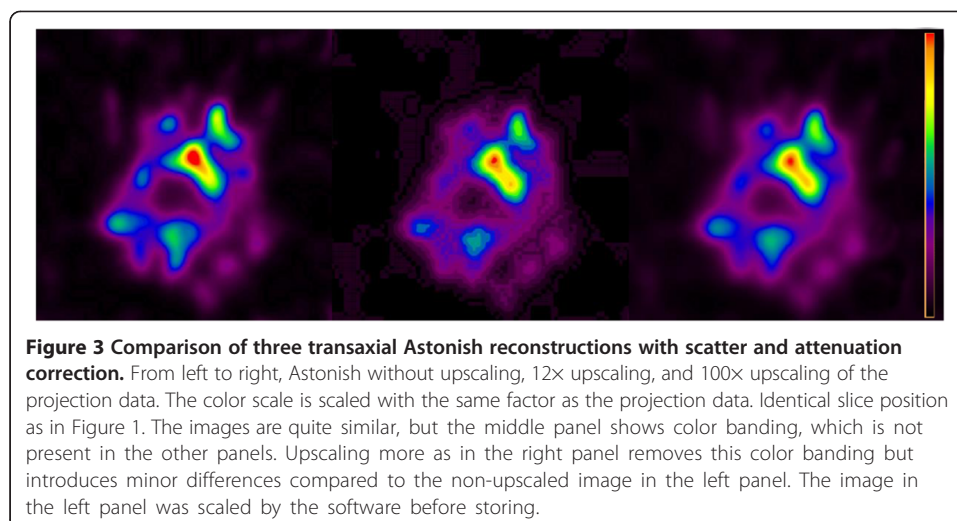 Figure 3 Comparison of three transaxial Astonish reconstructions with scatter and attenuation
correction. From left to right, Astonish without upscaling, 12× upscaling, and 100× upscaling of the
projection data. The color scale is scaled with the same factor as the projection data. Identical slice position
as in Figure 1. The images are quite similar, but the middle panel shows color banding, which is not
present in the other panels. Upscaling more as in the right panel removes this color banding but
introduces minor differences compared to the non-upscaled image in the left panel. The image in
the left panel was scaled by the software before storing.